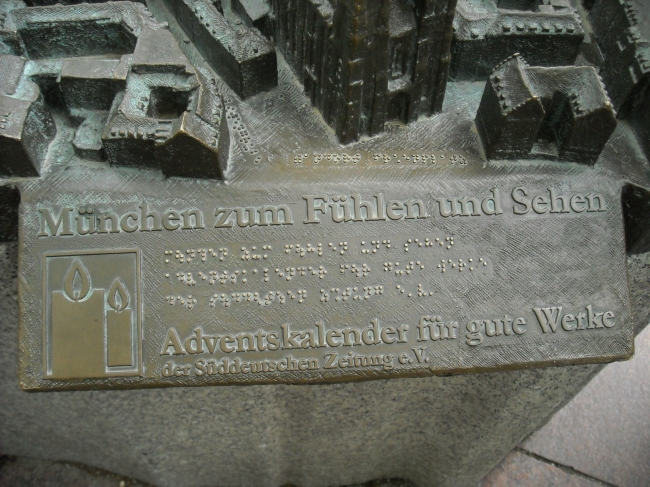 München zum Fühlen und Sehen
Adventskalender für gute Werke
der Süddeutschen Zeitung e.V.